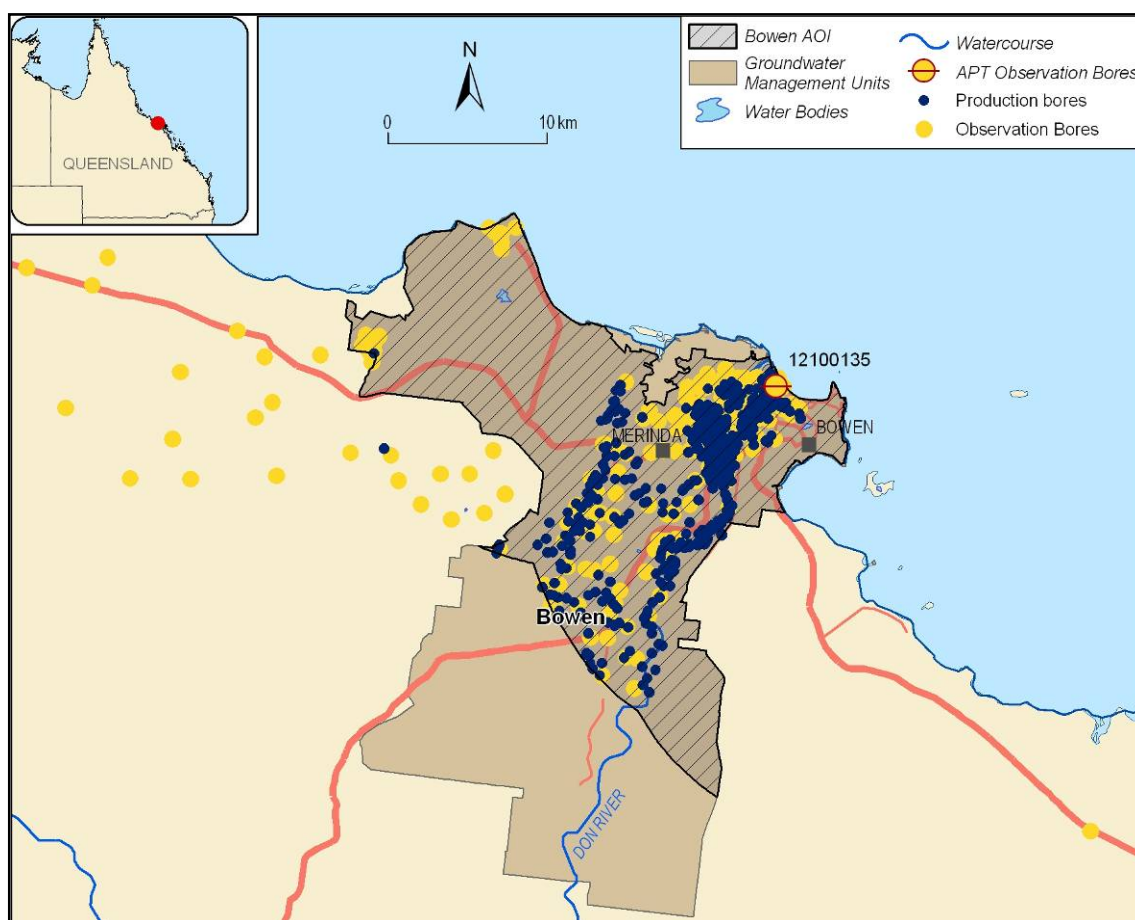 QUEENSLAND
N
0 10 km
Bowen AOI
Groundwater
Management Units
Water Bodies
Watercourse
APT Observation Bores
Production bores
Observation Bores
12100135
MERINDA
BOWEN
Bowen
DON RIVER